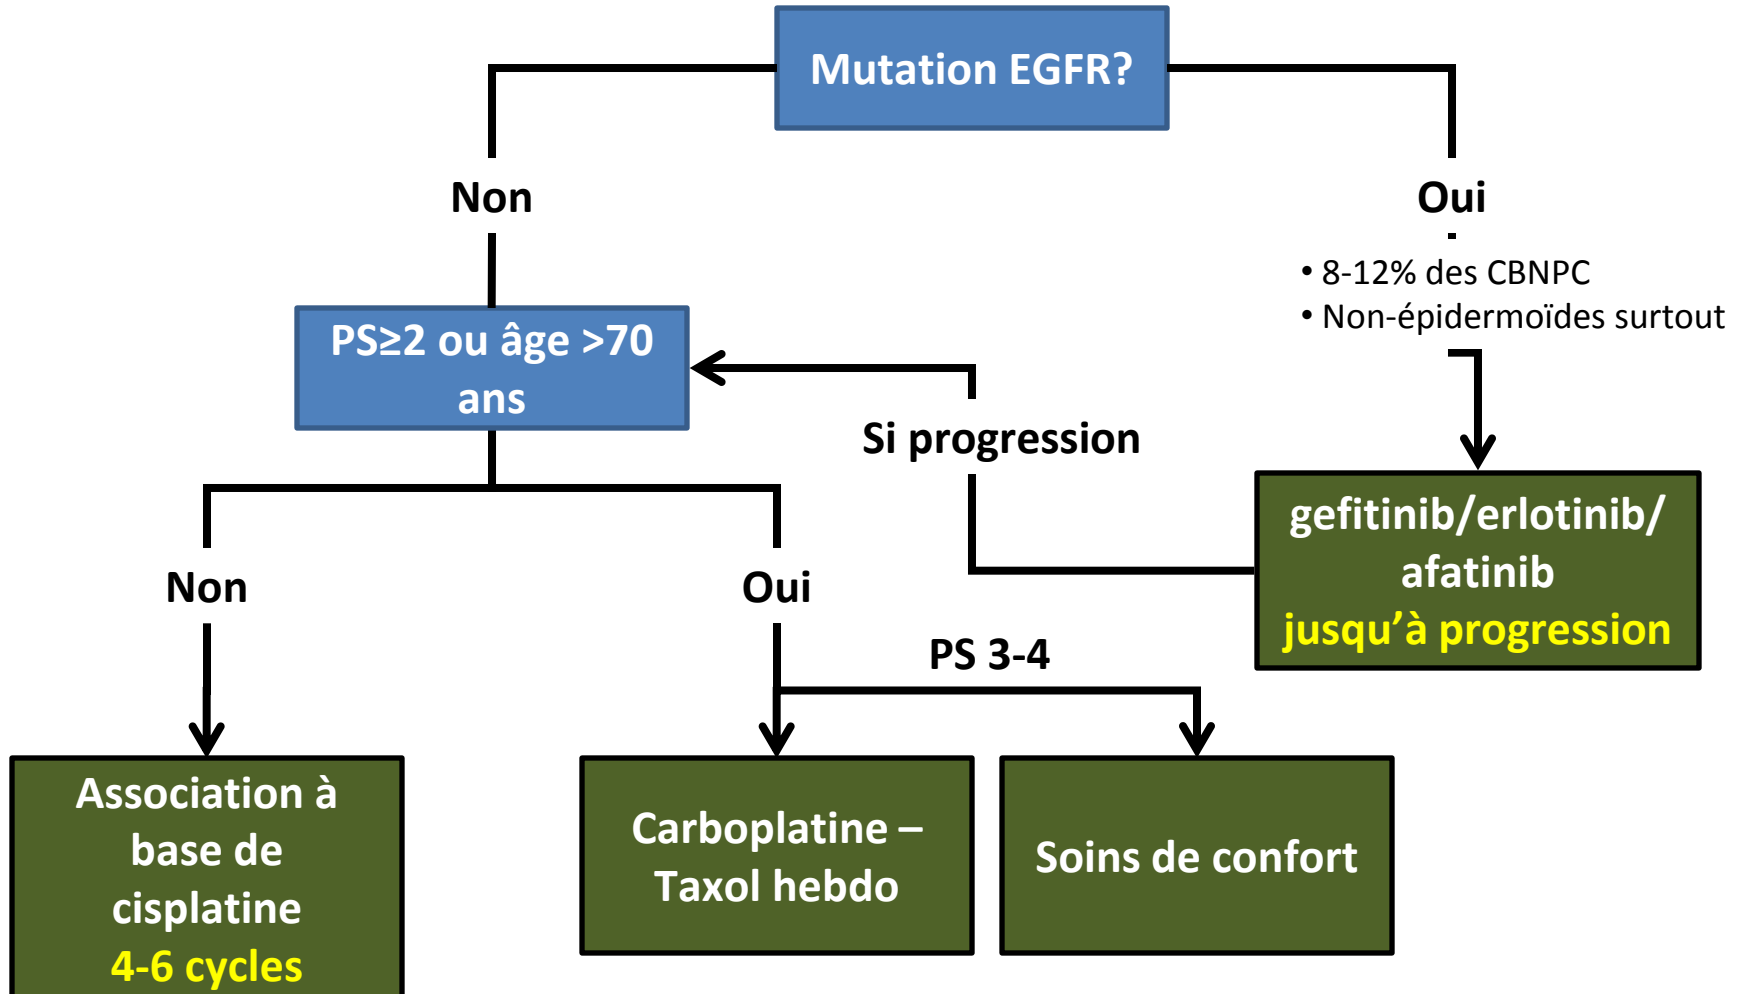 Mutation EGFR?
Non
Oui
• 8-12% des CBNPC
• Non-épidermoïdes surtout
PS≥2 ou âge >70
ans
Si progression
gefitinib/erlotinib/
afatinib
jusqu’à progression
Non
Oui
PS 3-4
Association à
base de
cisplatine
4-6 cycles
Carboplatine –
Taxol hebdo
Soins de confort